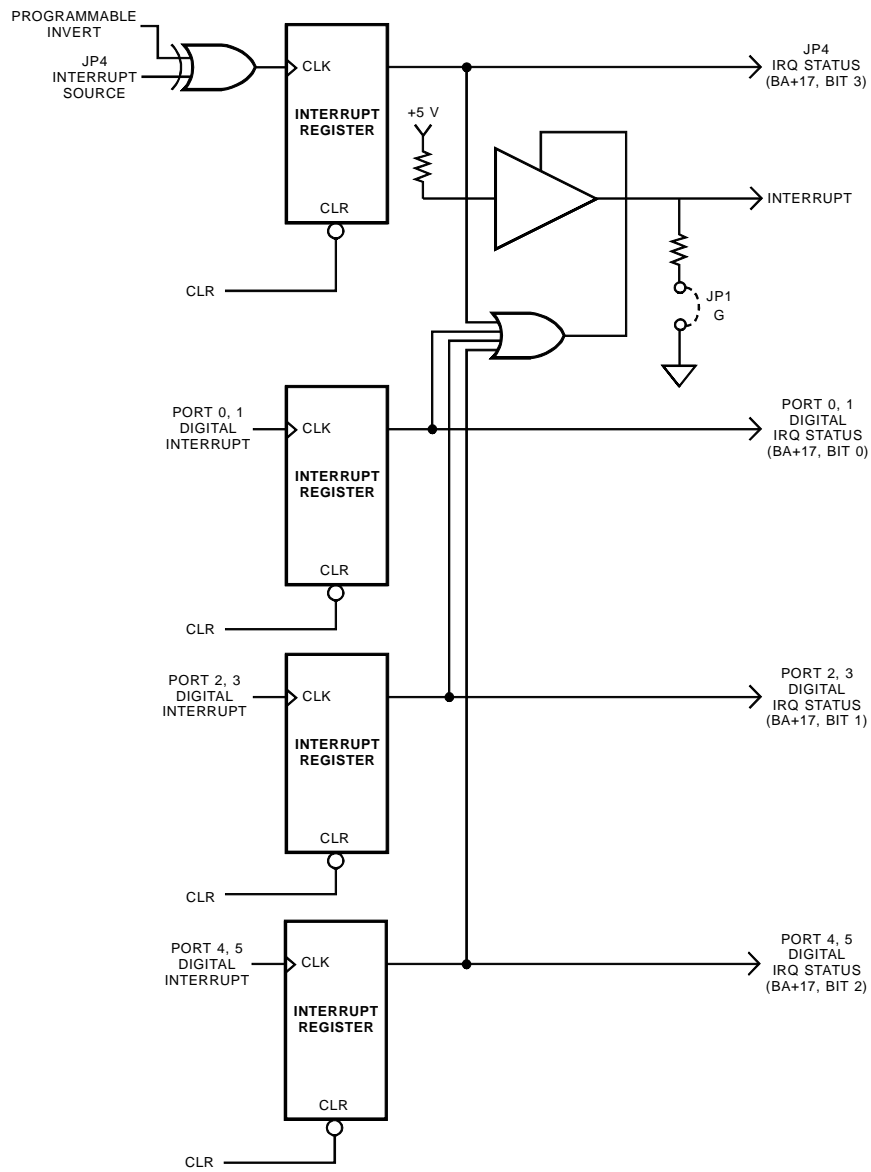 PROGRAMMABLE
INVERT
JP4
INTERRUPT
SOURCE
CLK
INTERRUPT
REGISTER
CLR
CLR
JP4
IRQ STATUS
(BA+17, BIT 3)
+5 V
INTERRUPT
JP1
G
PORT 0, 1
DIGITAL
INTERRUPT
CLK
INTERRUPT
REGISTER
CLR
CLR
PORT 0, 1
DIGITAL
IRQ STATUS
(BA+17, BIT 0)
PORT 2, 3
DIGITAL
INTERRUPT
CLK
INTERRUPT
REGISTER
CLR
CLR
PORT 2, 3
DIGITAL
IRQ STATUS
(BA+17, BIT 1)
PORT 4, 5
DIGITAL
INTERRUPT
CLK
INTERRUPT
REGISTER
CLR
CLR
PORT 4, 5
DIGITAL
IRQ STATUS
(BA+17, BIT 2)